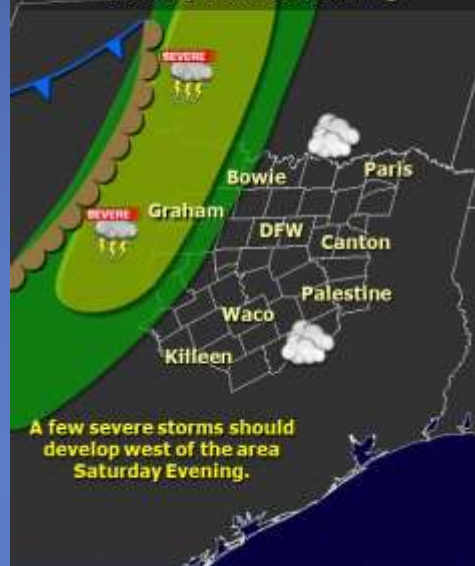 SEVERE
Bowie
Paris
SEVERE
Graham
DFW
Canton
Palestine
Waco
Killeen
A few severe storms should
develop west of the area
Saturday Evening.